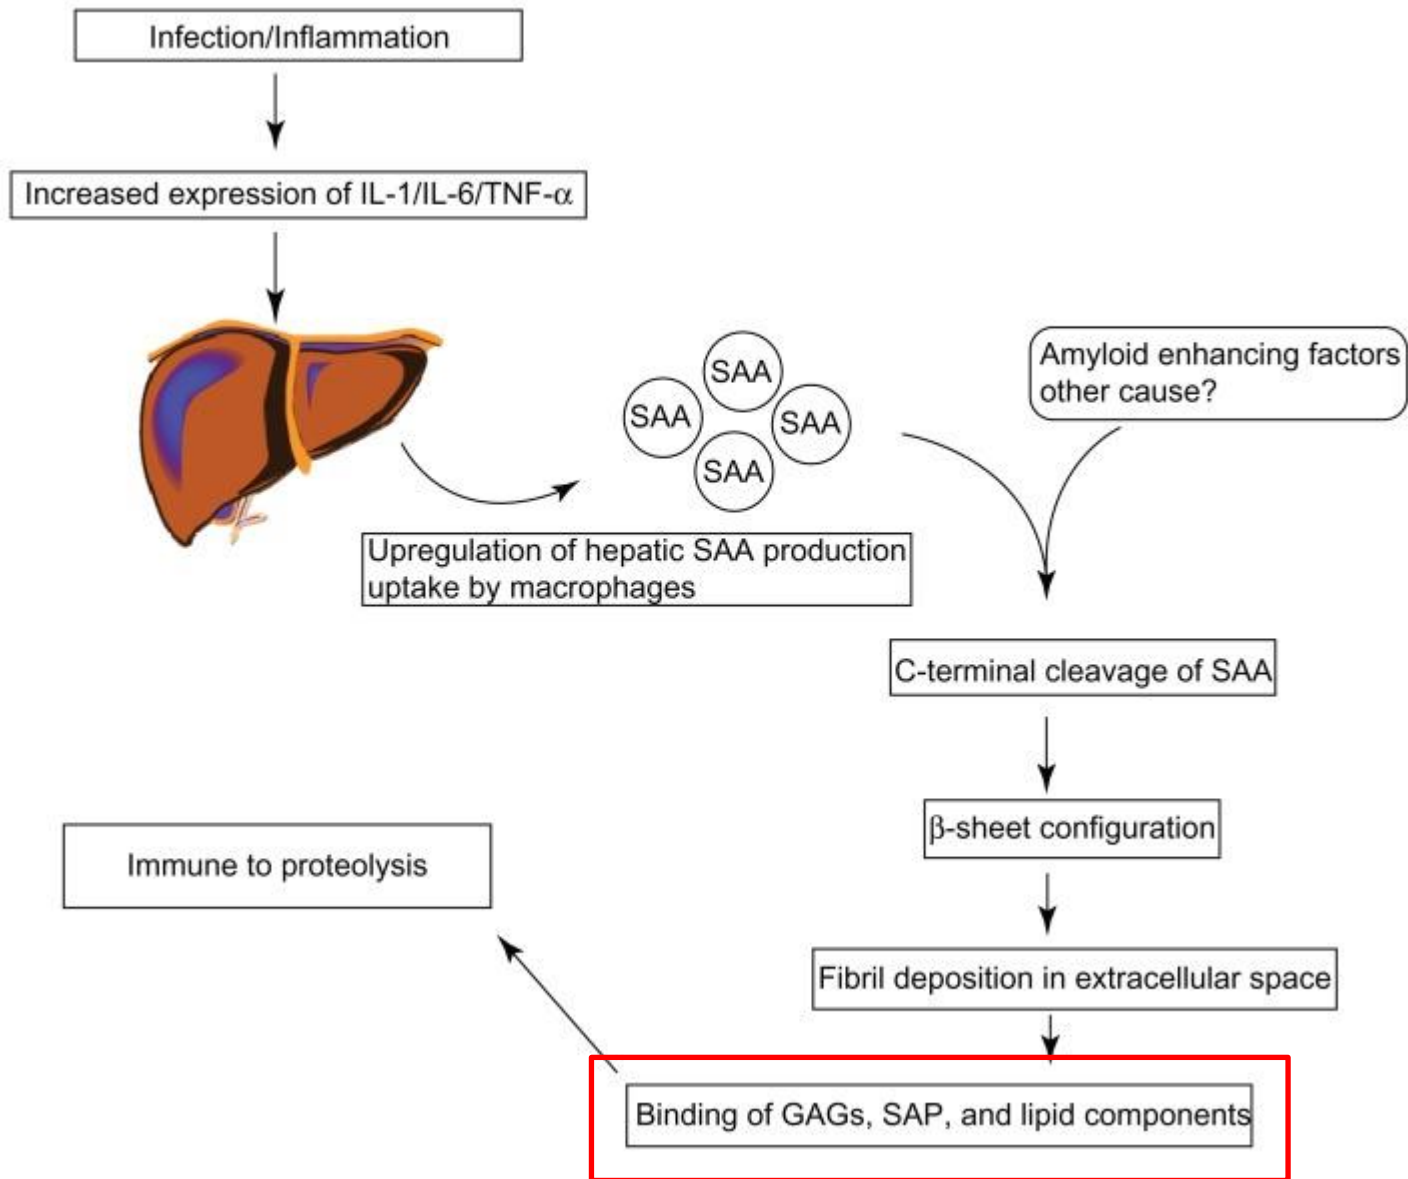 Infection/Inflammation
Increased expression of IL-1/IL-6/TNF-α
SAA
SAA
SAA
SAA
Amyloid enhancing factors
other cause?
Upregulation of hepatic SAA production
uptake by macrophages
C-terminal cleavage of SAA
β-sheet configuration
Immune to proteolysis
Fibril deposition in extracellular space
Binding of GAGs, SAP, and lipid components